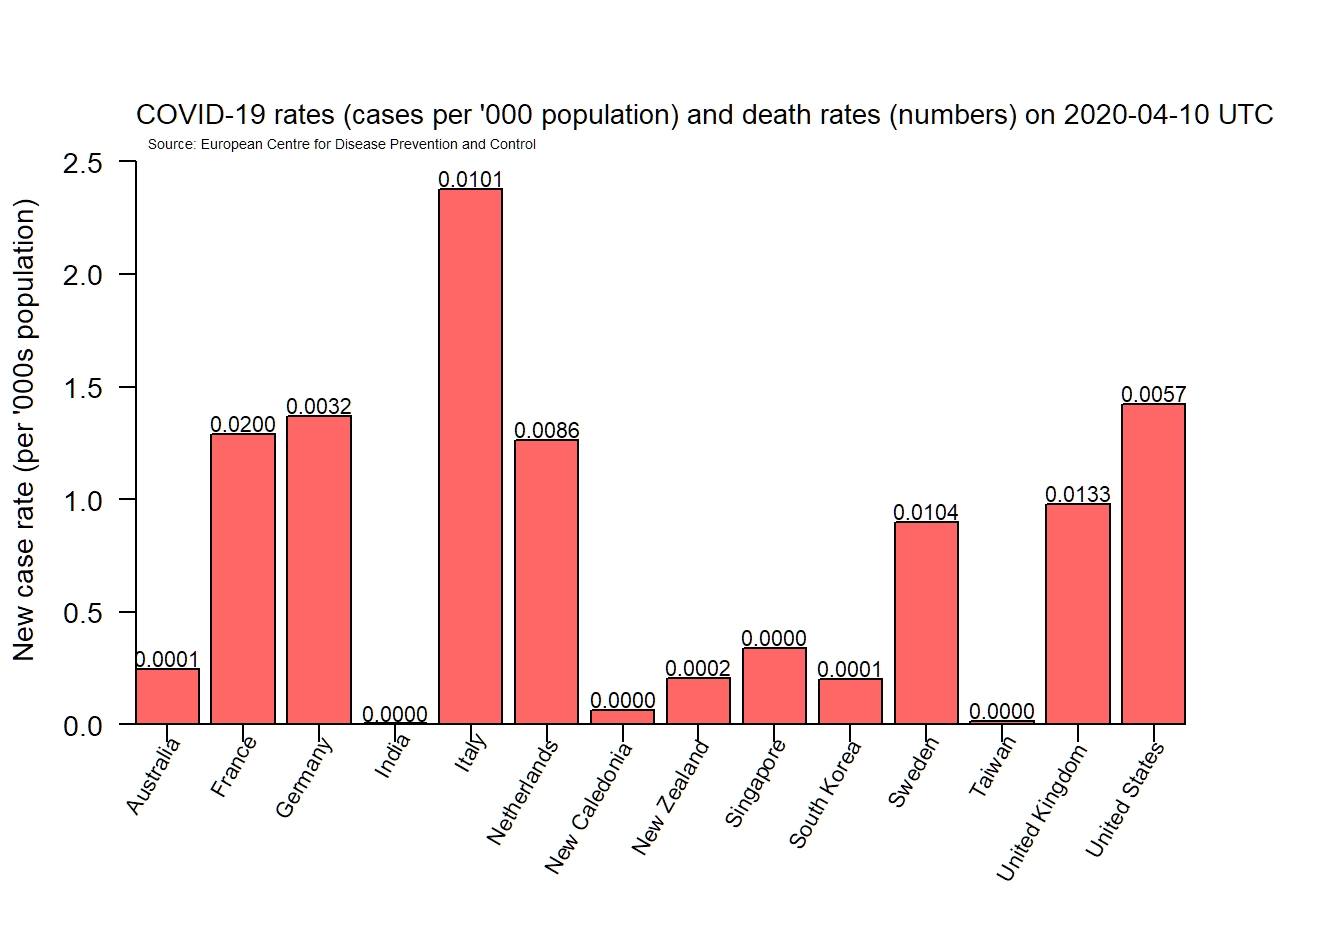 COVID-19 rates (cases per '000 population) and death rates (numbers) on 2020-04-10 UTC
Source: European Centre for Disease Prevention and Control
New case rate (per '000s population)
2.5
2.0
1.5
1.0
0.5
0.0
0.0001
0.0200
0.0032
0.0000
0.0101
0.0086
0.0000
0.0002
0.0000
0.0001
0.0104
0.0000
0.0133
0.0057
Australia
France
Germany
India
Italy
Netherlands
New Caledonia
New Zealand
Singapore
South Korea
Sweden
Taiwan
United Kingdom
United States